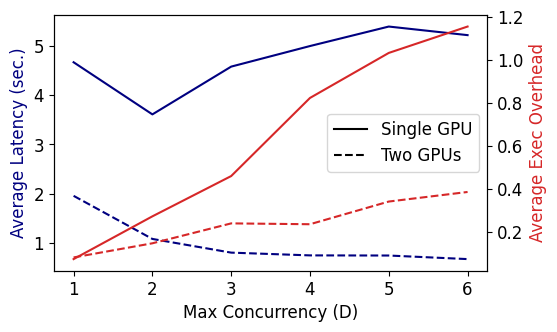 Average Latency (sec.)
5
4
3
2
1
1.2
1.0
0.8
0.6
0.4
0.2
Average Exec Overhead
Single GPU
Two GPUs
1 2 3 4 5 6
Max Concurrency (D)